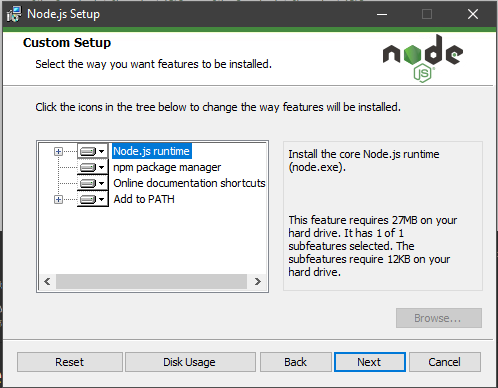 Node.js Setup
Custom Setup
Select the way you want features to be installed.
node
JS
Click the icons in the tree below to change the way features will be installed.
Node.js runtime
npm package manager
Online documentation shortcuts
Add to PATH
Install the core Node.js runtime
(node.exe).
This feature requires 27MB on your
hard drive. It has 1 of 1
subfeatures selected. The
subfeatures require 12KB on your
hard drive.
Browse...
Reset
Disk Usage
Back
Next
Cancel